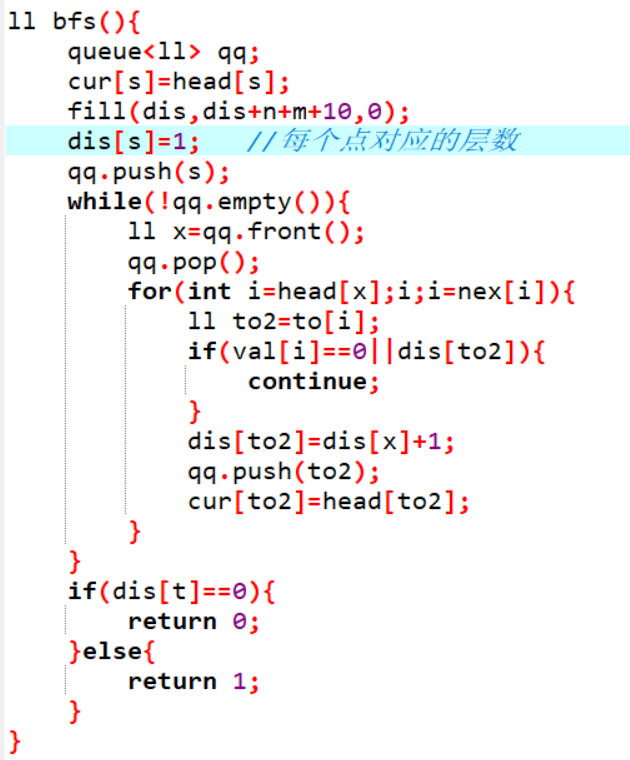 ll bfs(){
    queue<ll> qq;
    cur[s]=head[s];
    fill(dis,dis+n+m+10,0);
    dis[s]=1;   //每个点对应的层数
    qq.push(s);
    while(!qq.empty()){
        ll x=qq.front();
        qq.pop();
        for(int i=head[x];i;i=nex[i]){
            ll to2=to[i];
            if(val[i]==0||dis[to2]){
                continue;
            }
            dis[to2]=dis[x]+1;
            qq.push(to2);
            cur[to2]=head[to2];
        }
    }
    if(dis[t]==0){
        return 0;
    }else{
        return 1;
    }
}